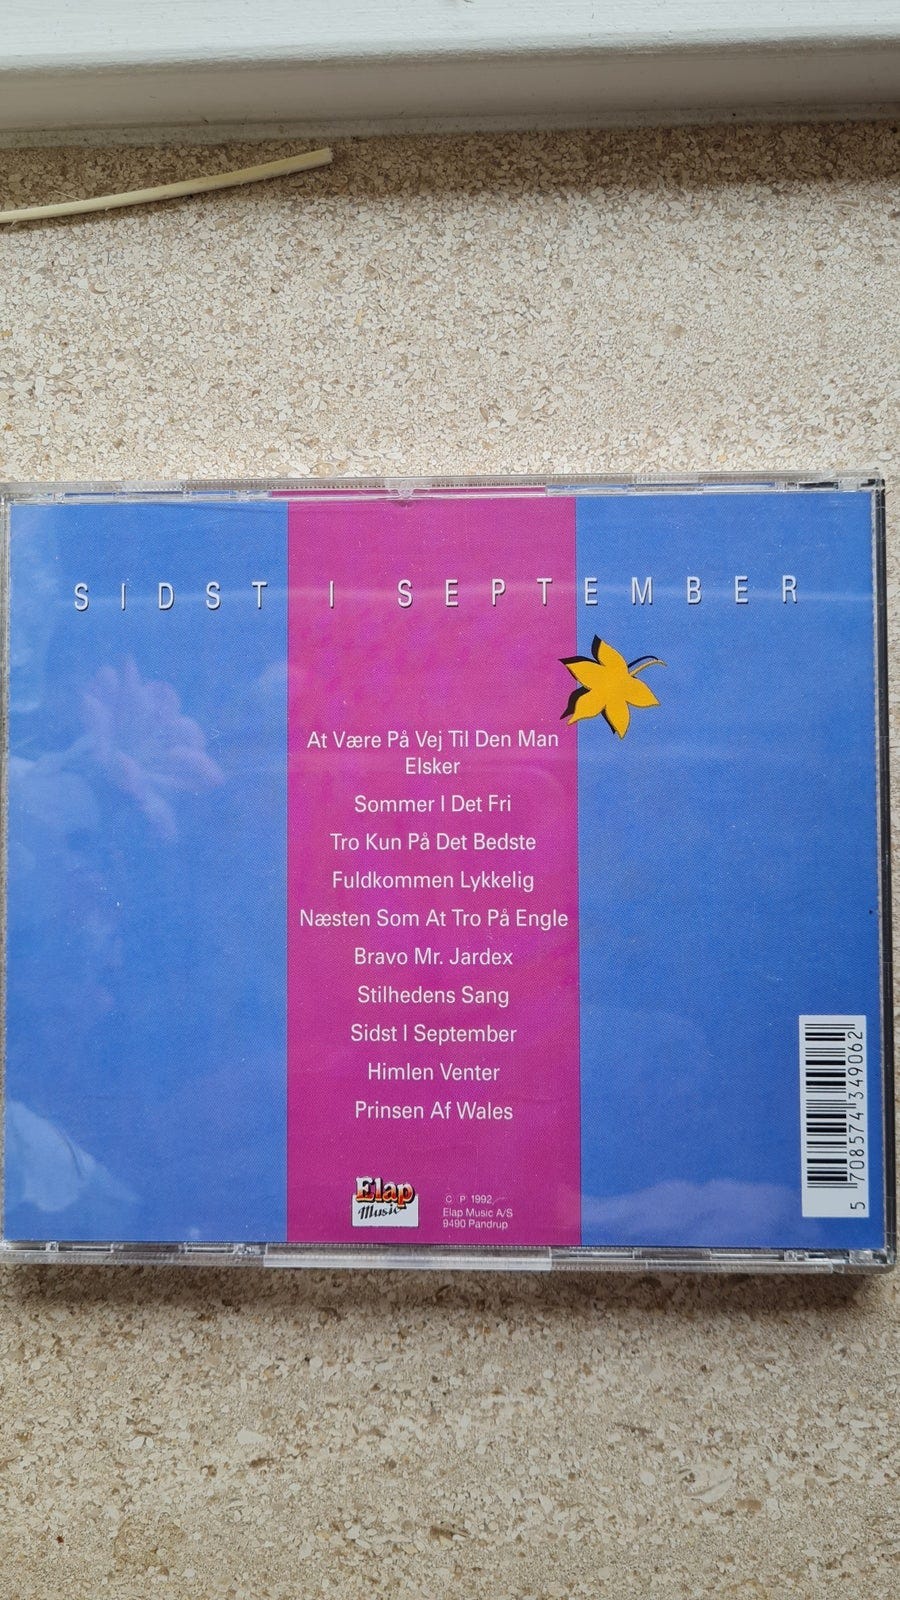 SIDST I SEPTEMBER
At Være På Vej Til Den Man
Elsker
Sommer I Det Fri
Tro Kun På Det Bedste
Fuldkommen Lykkelig
Næsten Som At Tro På Engle
Bravo Mr. Jardex
Stilhedens Sang
Sidst I September
Himlen Venter
Prinsen Af Wales
Elap
Music
C P 1992
Elap Music A/S
9490 Pandrup
5 708574 349062